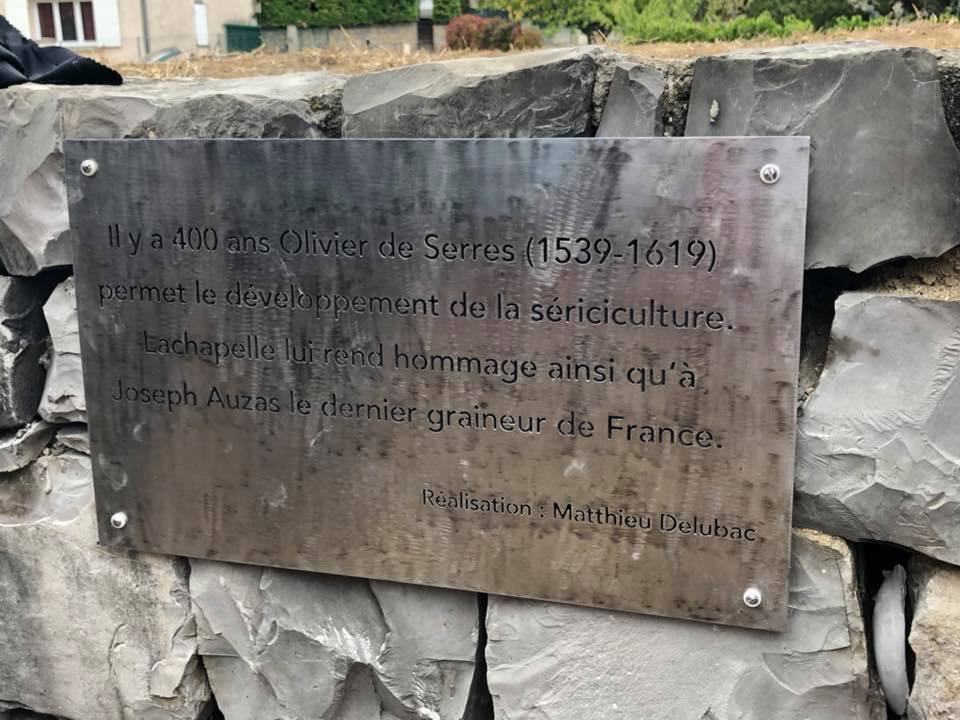 Il y a 400 ans Olivier de Serres (1539-1619)
permet le développement de la sériciculture.
Lachapelle lui rend hommage ainsi qu'à
Joseph Auzas le dernier graineur de France.
Réalisation : Matthieu Delubac